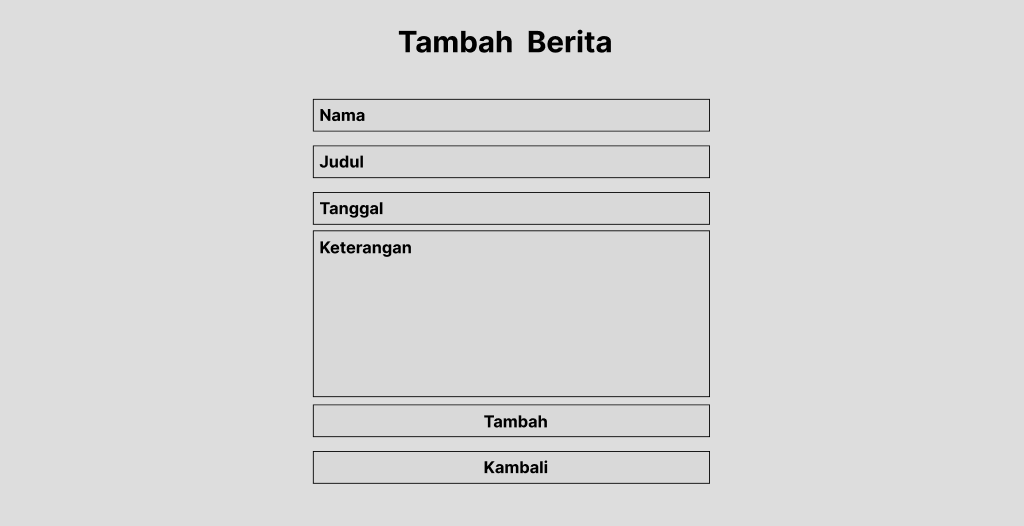 Tambah Berita
Nama
Judul
Tanggal
Keterangan
Tambah
Kambali